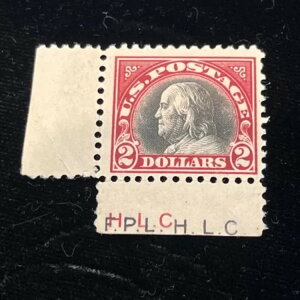 U.S. POSTAGE
2 DOLLARS 2
H. L. C
F.P.L. H. L. C